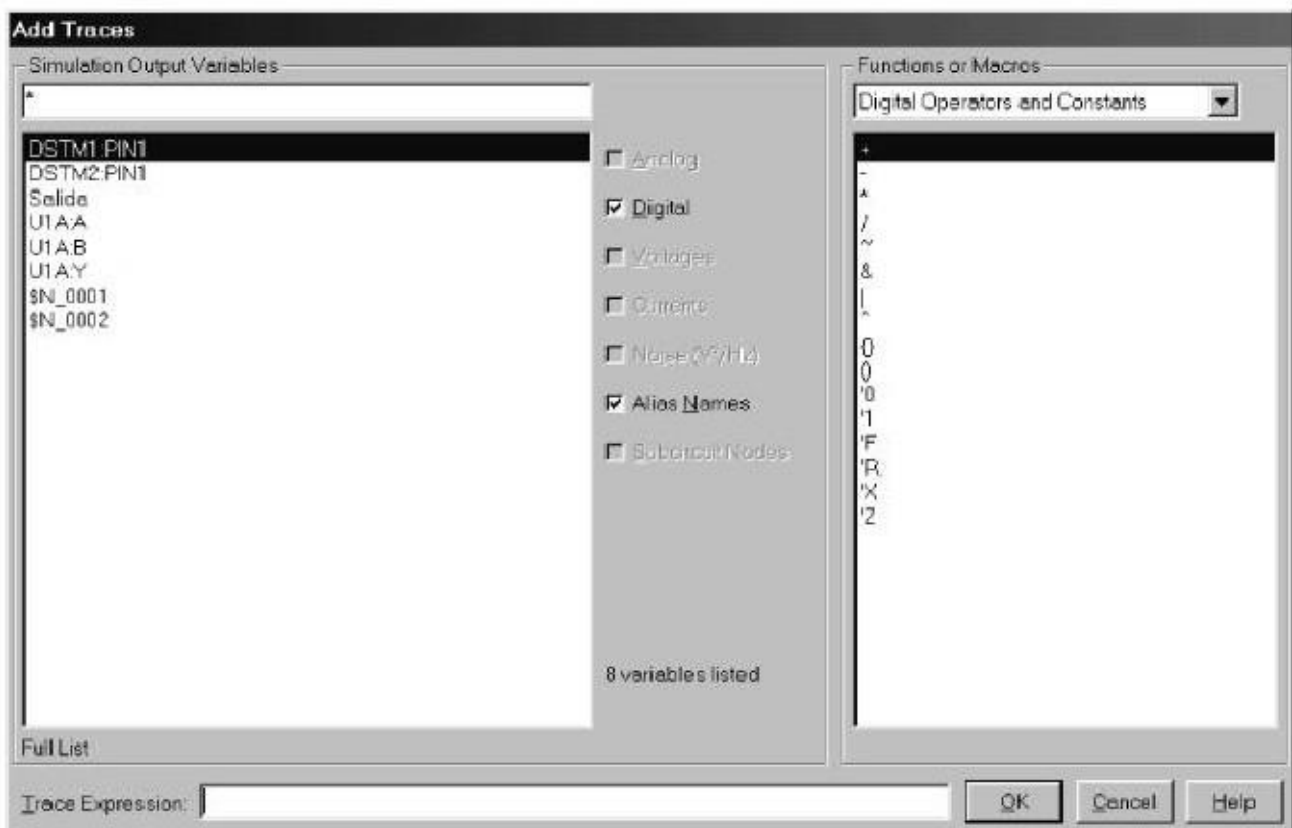 Add Traces
Simulation Output Variables
*
DSTM1:PIN1
DSTM2:PIN1
Salida
U1A:A
U1A:B
U1A:Y
$N_0001
$N_0002
Full List
Analog
Digital
Voltages
Currents
Noise (V²/Hz)
Alias Names
Subcircuit Nodes
8 variables listed
Functions or Macros
Digital Operators and Constants
+
-
*
/
~
&
|
^
{}
()
'0
'1
'F
'R
'X
'Z
Trace Expression:
OK
Cancel
Help